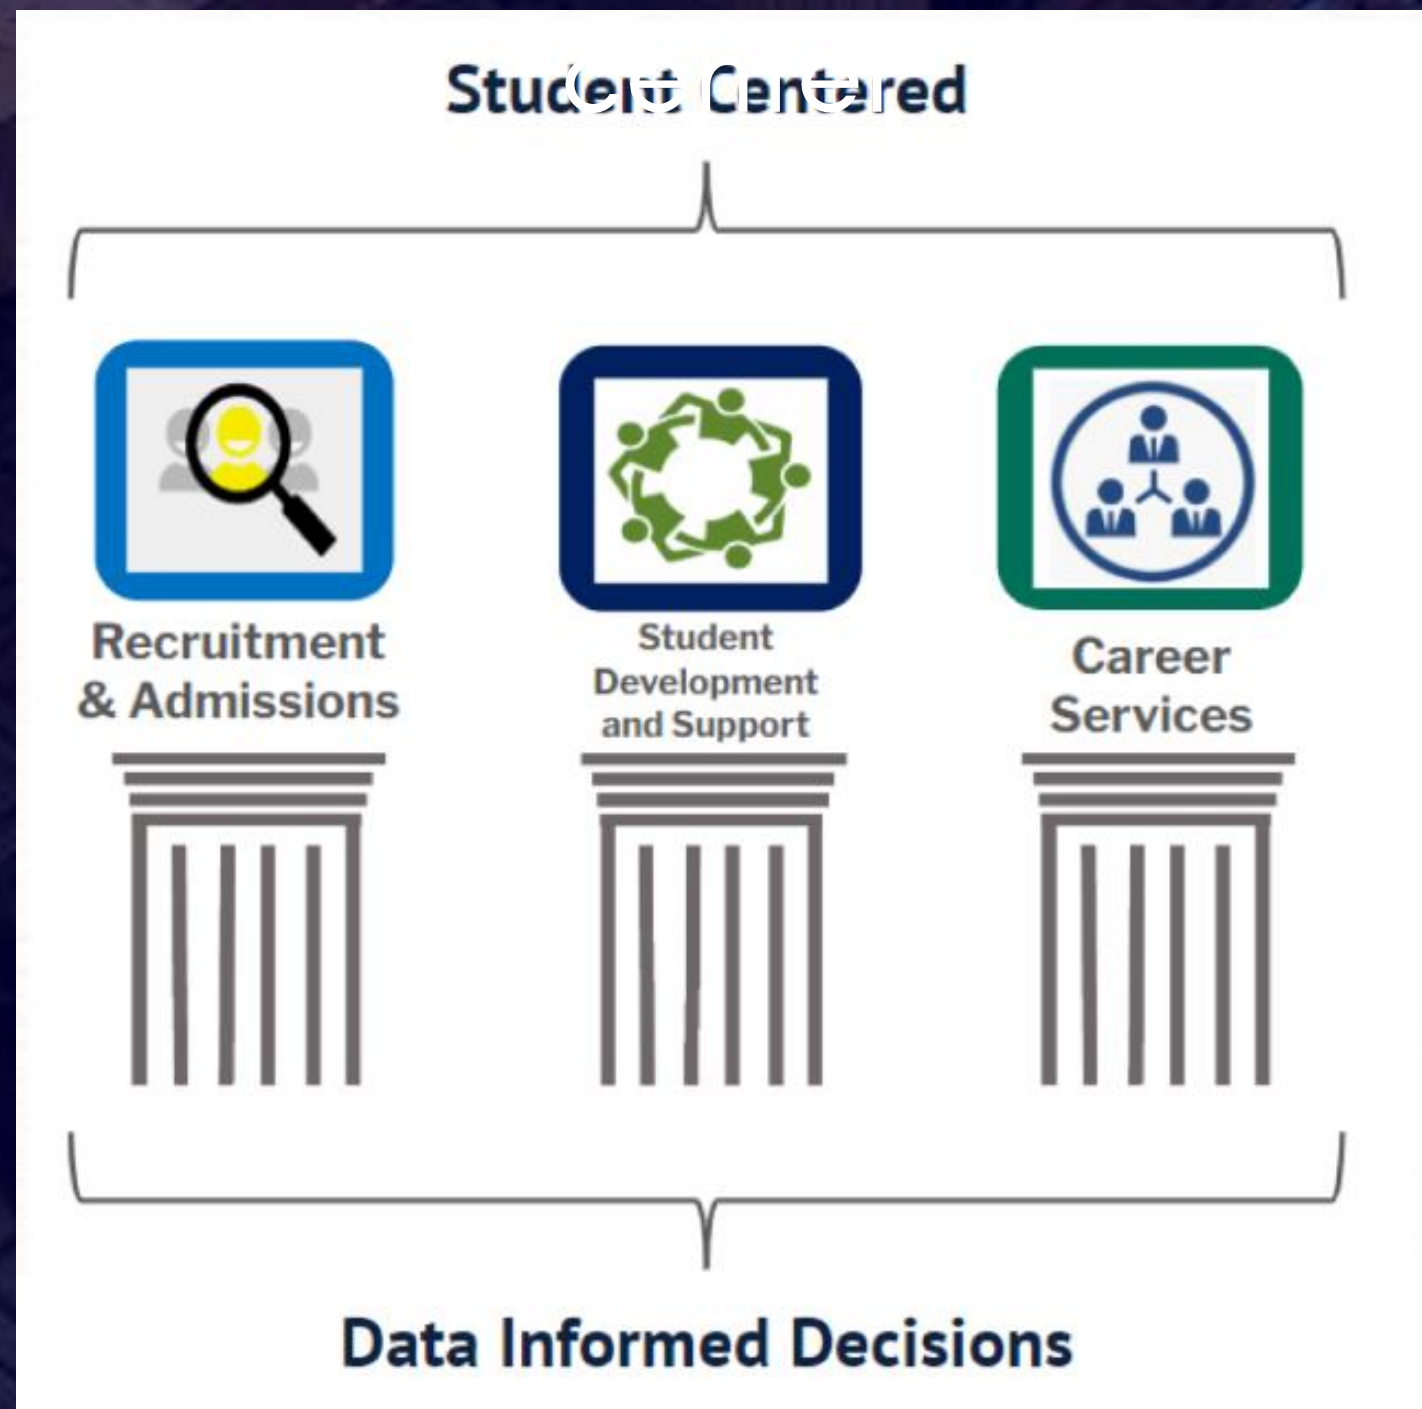 Student Centered
Recruitment
& Admissions
Student
Development
and Support
Career
Services
Data Informed Decisions